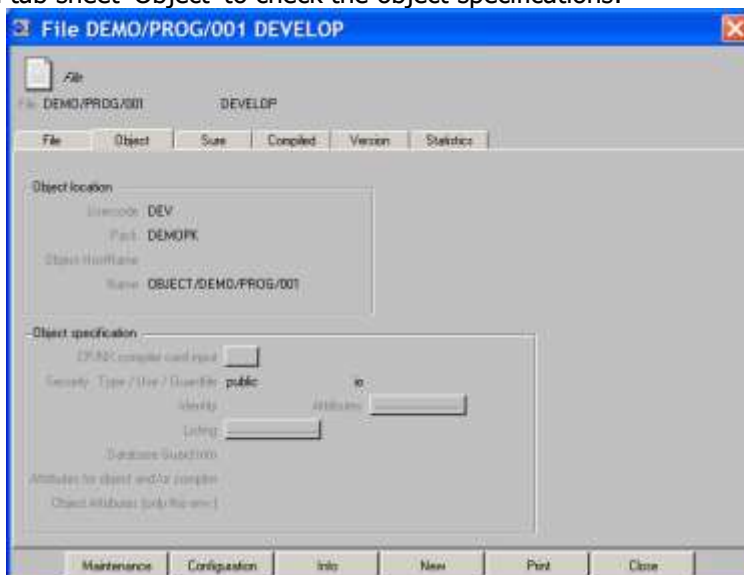 tab sheet 'Object' to check the object specifications.
File DEMO/PROG/001 DEVELOP
File
File DEMO/PROG/001 DEVELOP
File Object Sure Compiled Version Statistics
Object location
Usercode DEV
Pack DEMOPK
Object HostName
Name OBJECT/DEMO/PROG/001
Object specification
compiler card input
Security Type / Use / Guardfile public io
Identity Attributes
Listing
Database Guard Info
Attributes for object and/or compiler
Object Attributes (only this env.)
Maintenance Configuration Info New Print Close